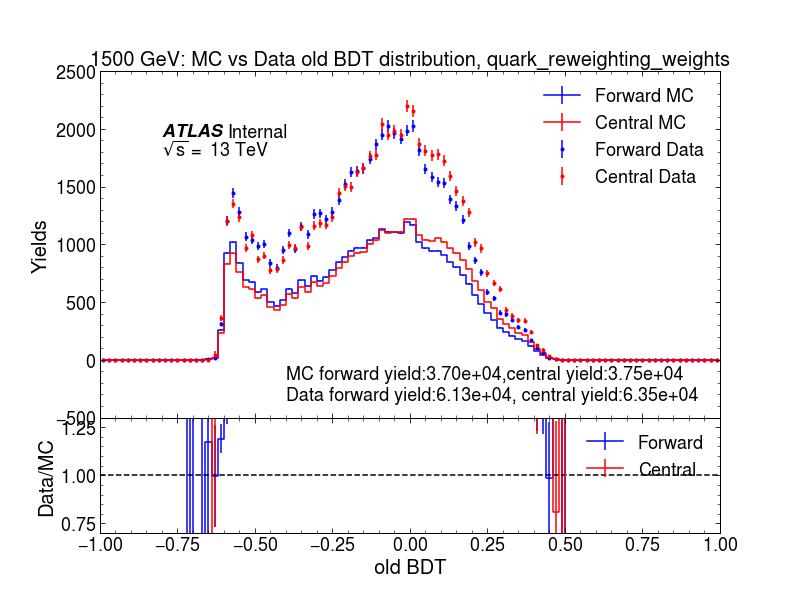 1500 GeV: MC vs Data old BDT distribution, quark_reweighting_weights
2500
2000
1500
1000
500
0
−500
Yields
ATLAS Internal
√s = 13 TeV
Forward MC
Central MC
Forward Data
Central Data
MC forward yield:3.70e+04,central yield:3.75e+04
Data forward yield:6.13e+04, central yield:6.35e+04
1.25
1.00
0.75
Data/MC
Forward
Central
−1.00 −0.75 −0.50 −0.25 0.00 0.25 0.50 0.75 1.00
old BDT